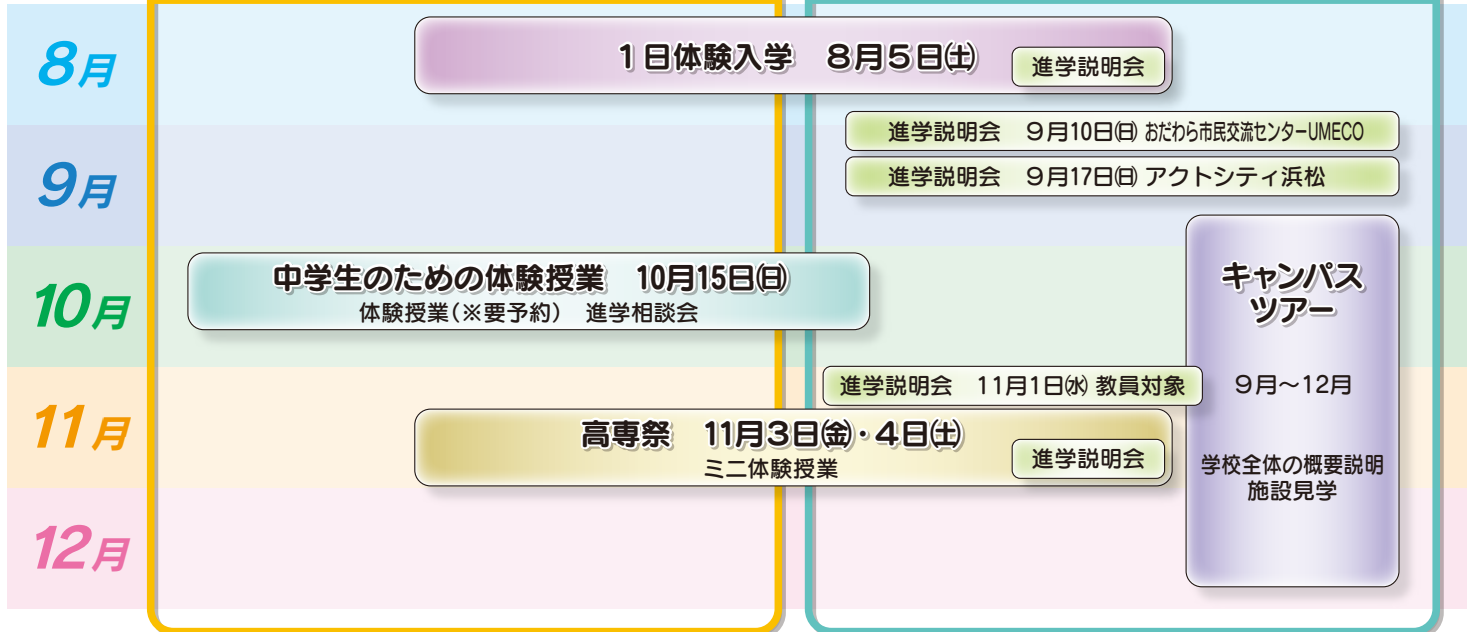 8月
1日体験入学　8月5日㈯
進学説明会
9月
進学説明会　9月10日㈰ おだわら市民交流センターUMECO
進学説明会　9月17日㈰ アクトシティ浜松
10月
中学生のための体験授業　10月15日㈰
体験授業(※要予約)　進学相談会
キャンパス
ツアー
9月～12月
学校全体の概要説明
施設見学
11月
進学説明会　11月1日㈬ 教員対象
高専祭　11月3日㈮・4日㈯
ミニ体験授業
進学説明会
12月